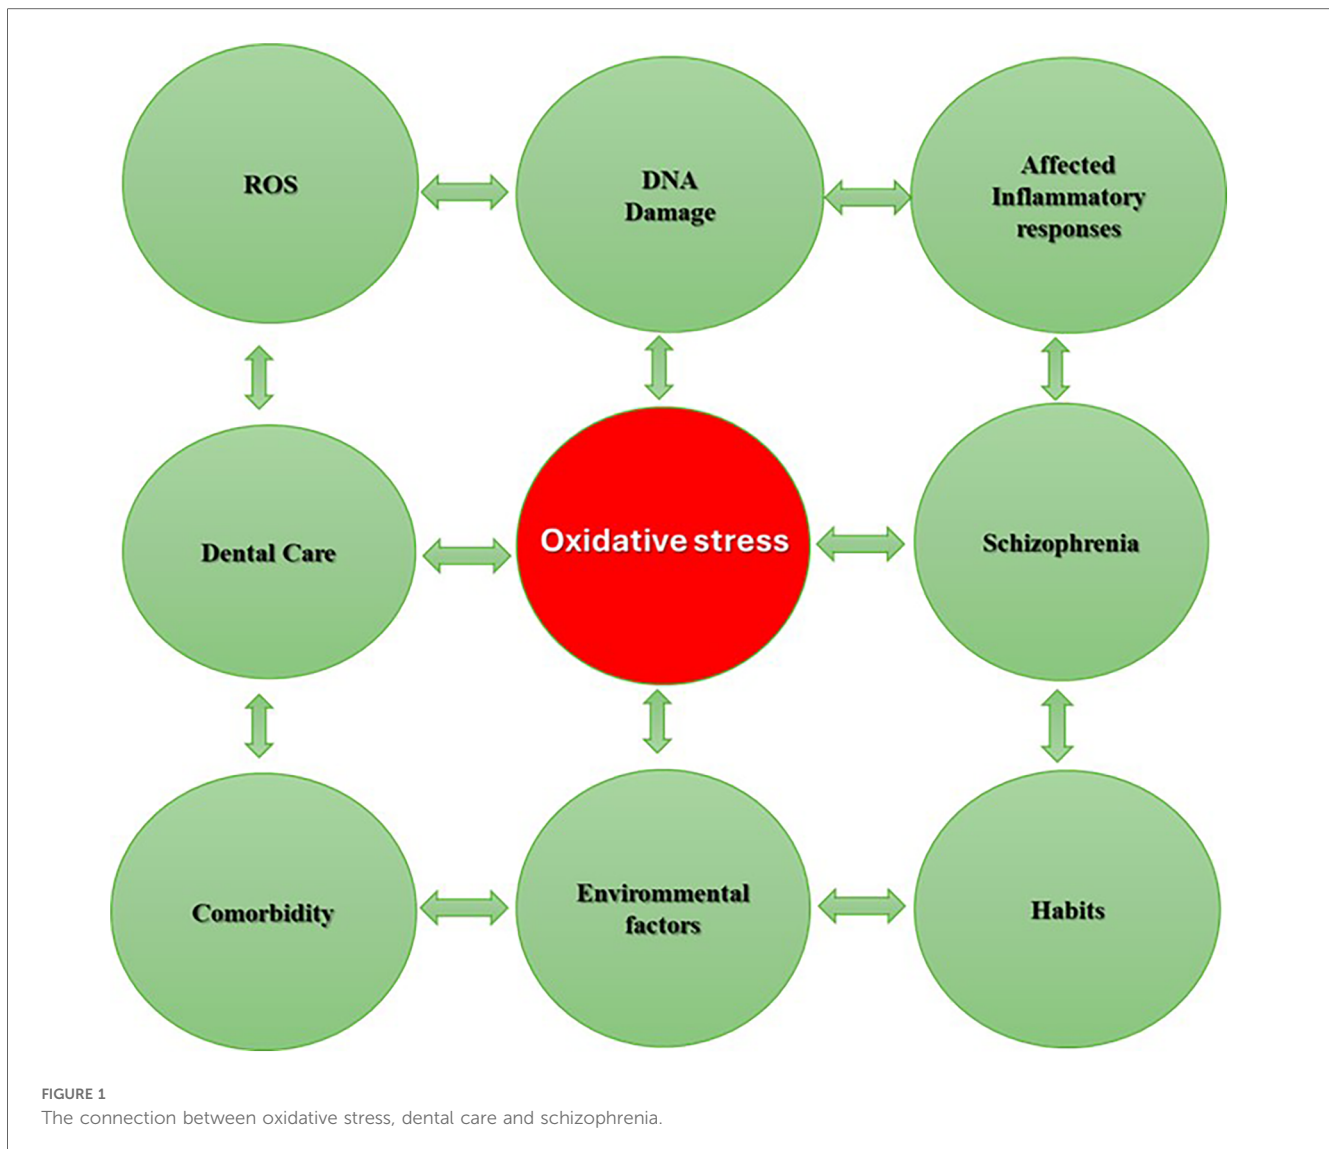 ROS
DNA
Damage
Affected
Inflammatory
responses
Dental Care
Oxidative stress
Schizophrenia
Comorbidity
Envirommental
factors
Habits
FIGURE 1
The connection between oxidative stress, dental care and schizophrenia.